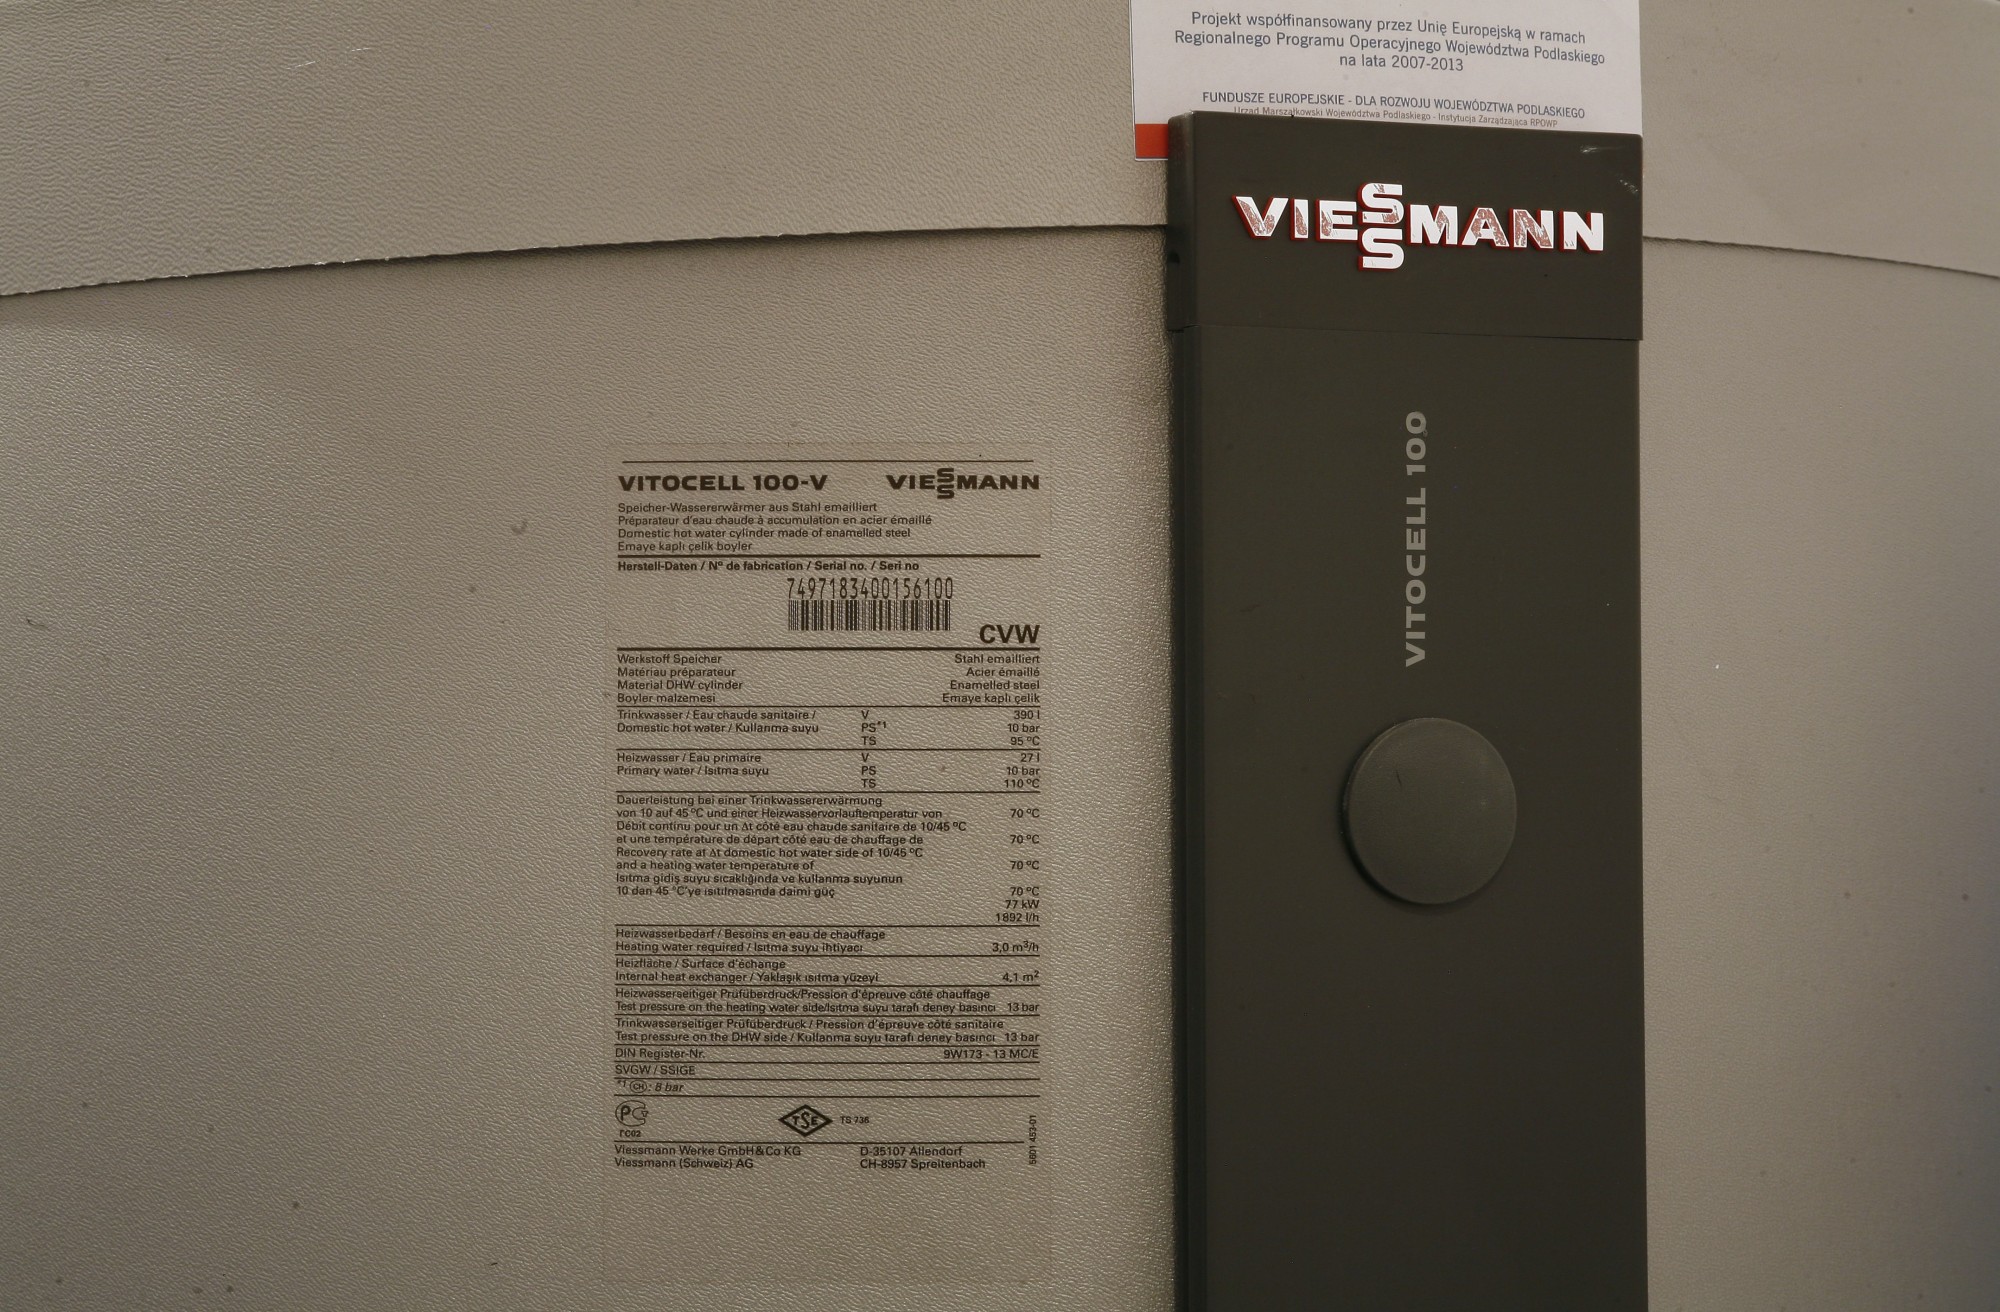 Projekt współfinansowany przez Unię Europejską w ramach
Regionalnego Programu Operacyjnego Województwa Podlaskiego
na lata 2007-2013
FUNDUSZE EUROPEJSKIE - DLA ROZWOJU WOJEWÓDZTWA PODLASKIEGO
Urząd Marszałkowski Województwa Podlaskiego - Instytucja Zarządzająca RPOWP
VIESSMANN
VITOCELL 100
VITOCELL 100-V VIESSMANN
Speicher-Wassererwärmer aus Stahl emailliert
Préparateur d'eau chaude à accumulation en acier émaillé
Domestic hot water cylinder made of enamelled steel
Emaye kaplı çelik boyler
Herstell-Daten / N° de fabrication / Serial no. / Seri no
7497183400156100
CVW
Werkstoff Speicher Stahl emailliert
Matériau préparateur Acier émaillé
Material DHW cylinder Enamelled steel
Boyler malzemesi Emaye kaplı çelik
Trinkwasser / Eau chaude sanitaire / V 390 l
Domestic hot water / Kullanma suyu PS*1 10 bar
TS 95 °C
Heizwasser / Eau primaire V 27 l
Primary water / Isıtma suyu PS 10 bar
TS 110 °C
Dauerleistung bei einer Trinkwassererwärmung
von 10 auf 45 °C und einer Heizwasservorlauftemperatur von 70 °C
Débit continu pour un Δt côté eau chaude sanitaire de 10/45 °C
et une température de départ côté eau de chauffage de 70 °C
Recovery rate at Δt domestic hot water side of 10/45 °C
and a heating water temperature of 70 °C
Isıtma gidiş suyu sıcaklığında ve kullanma suyunun
10 dan 45 °C'ye ısıtılmasında daimi güç 70 °C
77 kW
1892 l/h
Heizwasserbedarf / Besoins en eau de chauffage
Heating water required / Isıtma suyu ihtiyacı 3,0 m³/h
Heizfläche / Surface d'échange
Internal heat exchanger / Yaklaşık ısıtma yüzeyi 4,1 m²
Heizwasserseitiger Prüfüberdruck/Pression d'épreuve côté chauffage
Test pressure on the heating water side/Isıtma suyu tarafı deney basıncı 13 bar
Trinkwasserseitiger Prüfüberdruck / Pression d'épreuve côté sanitaire
Test pressure on the DHW side / Kullanma suyu tarafı deney basıncı 13 bar
DIN Register-Nr. 9W173 - 13 MC/E
SVGW / SSIGE
*1 CH: 6 bar
PC
TSE TS 736
ГC02
Viessmann Werke GmbH&Co KG D-35107 Allendorf
Viessmann (Schweiz) AG CH-8957 Spreitenbach